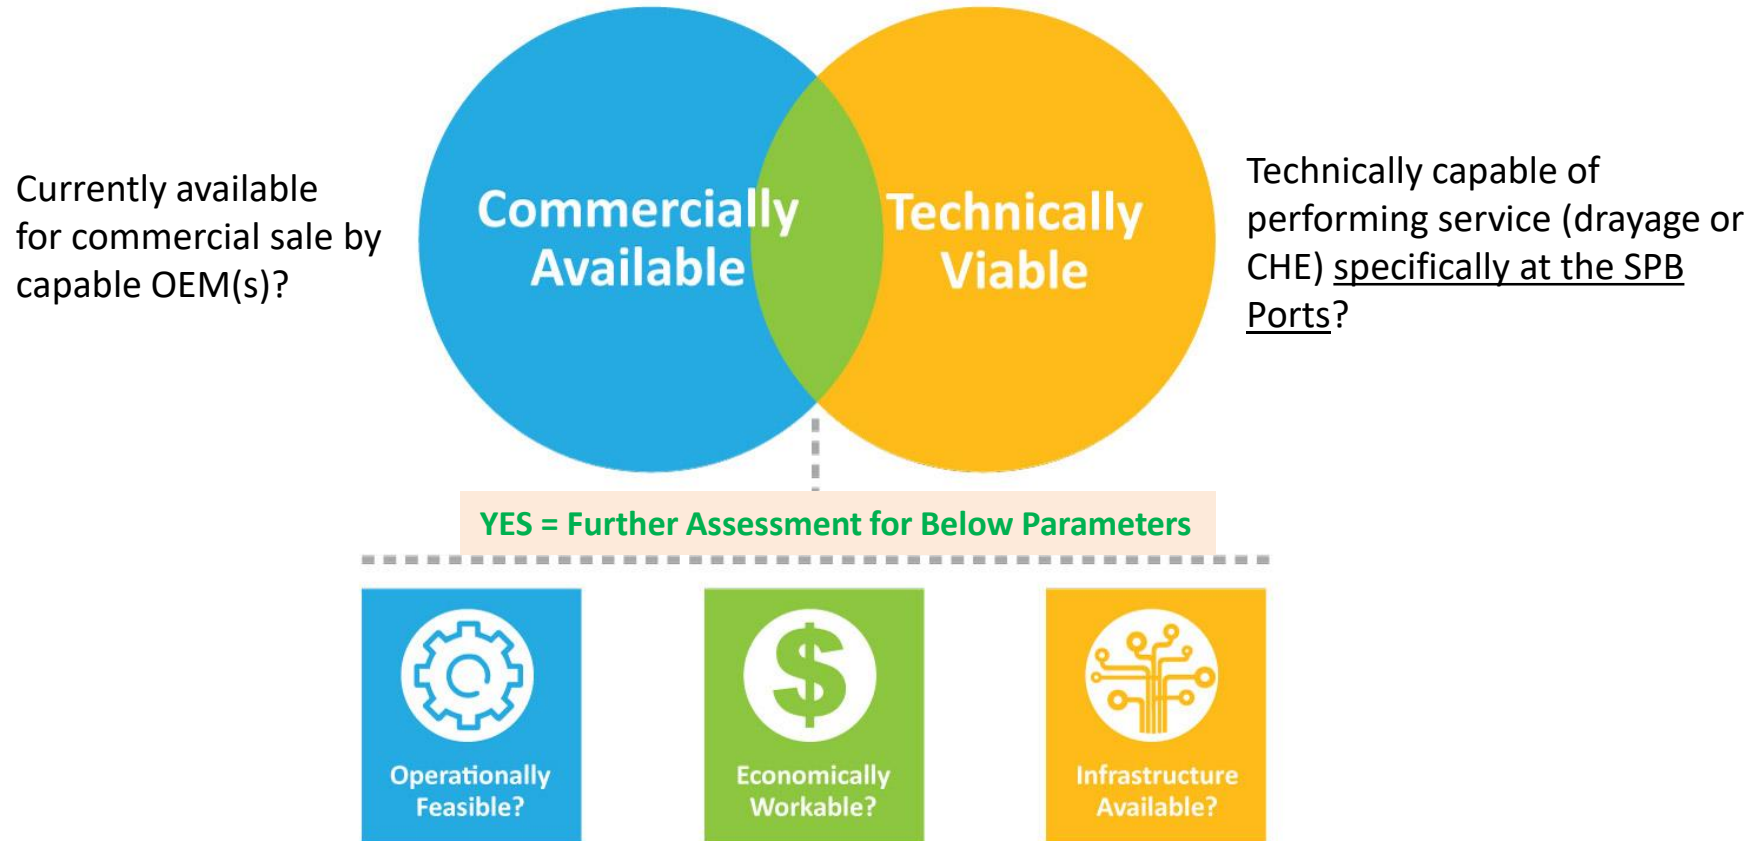 Currently available
for commercial sale by
capable OEM(s)?
Commercially
Available
Technically
Viable
Technically capable of
performing service (drayage or
CHE) specifically at the SPB
Ports?
YES = Further Assessment for Below Parameters
Operationally
Feasible?
Economically
Workable?
Infrastructure
Available?